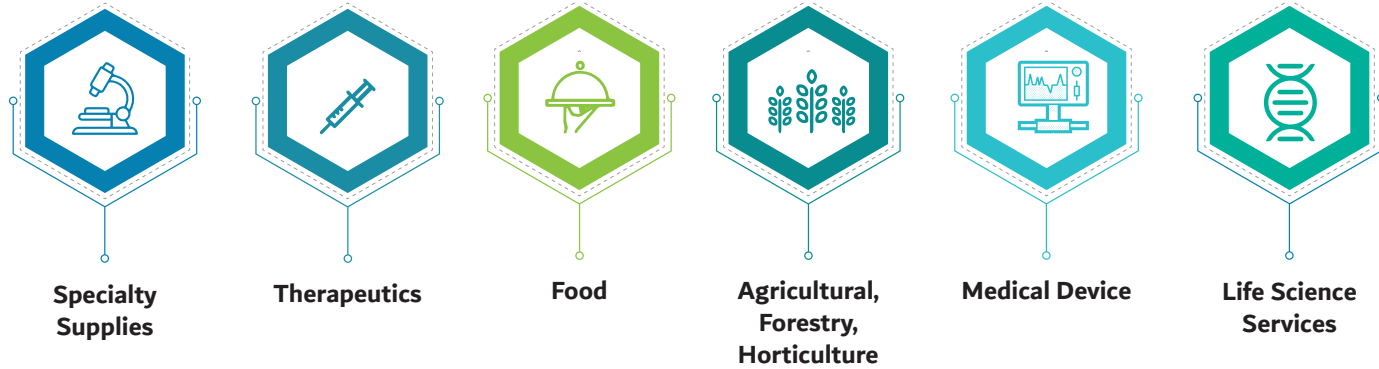 Specialty
Supplies
Therapeutics
Food
Agricultural,
Forestry,
Horticulture
Medical Device
Life Science
Services